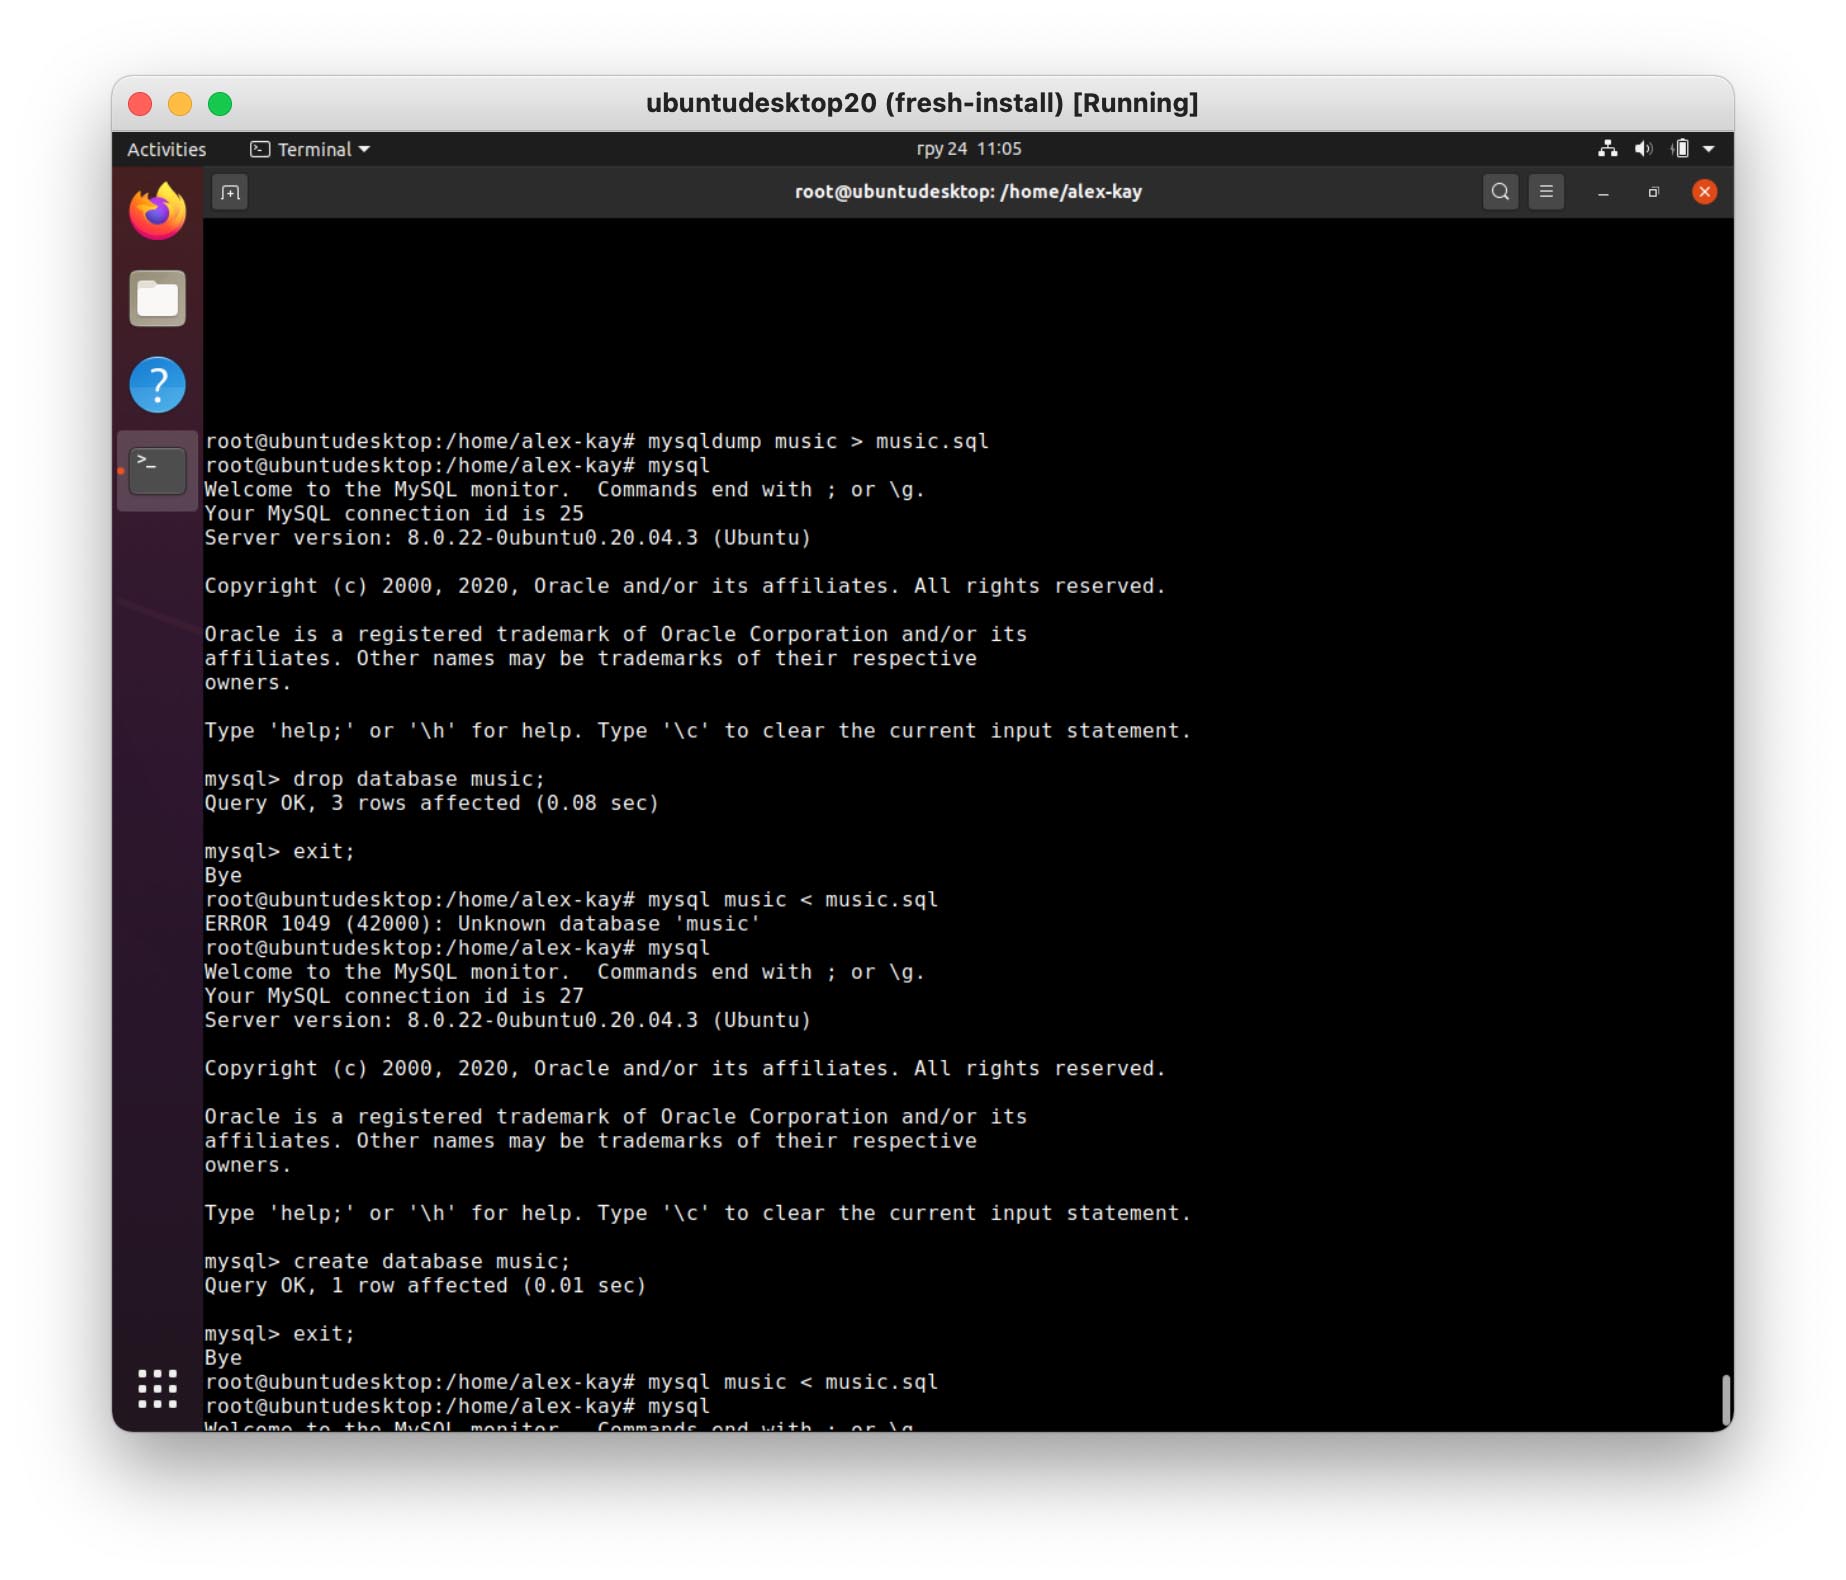 ubuntudesktop20 (fresh-install) [Running]
Activities Terminal гру 24 11:05
root@ubuntudesktop: /home/alex-kay
root@ubuntudesktop:/home/alex-kay# mysqldump music > music.sql
root@ubuntudesktop:/home/alex-kay# mysql
Welcome to the MySQL monitor.  Commands end with ; or \g.
Your MySQL connection id is 25
Server version: 8.0.22-0ubuntu0.20.04.3 (Ubuntu)
Copyright (c) 2000, 2020, Oracle and/or its affiliates. All rights reserved.
Oracle is a registered trademark of Oracle Corporation and/or its
affiliates. Other names may be trademarks of their respective
owners.
Type 'help;' or '\h' for help. Type '\c' to clear the current input statement.
mysql> drop database music;
Query OK, 3 rows affected (0.08 sec)
mysql> exit;
Bye
root@ubuntudesktop:/home/alex-kay# mysql music < music.sql
ERROR 1049 (42000): Unknown database 'music'
root@ubuntudesktop:/home/alex-kay# mysql
Welcome to the MySQL monitor.  Commands end with ; or \g.
Your MySQL connection id is 27
Server version: 8.0.22-0ubuntu0.20.04.3 (Ubuntu)
Copyright (c) 2000, 2020, Oracle and/or its affiliates. All rights reserved.
Oracle is a registered trademark of Oracle Corporation and/or its
affiliates. Other names may be trademarks of their respective
owners.
Type 'help;' or '\h' for help. Type '\c' to clear the current input statement.
mysql> create database music;
Query OK, 1 row affected (0.01 sec)
mysql> exit;
Bye
root@ubuntudesktop:/home/alex-kay# mysql music < music.sql
root@ubuntudesktop:/home/alex-kay# mysql
Welcome to the MySQL monitor.  Commands end with ; or \g.